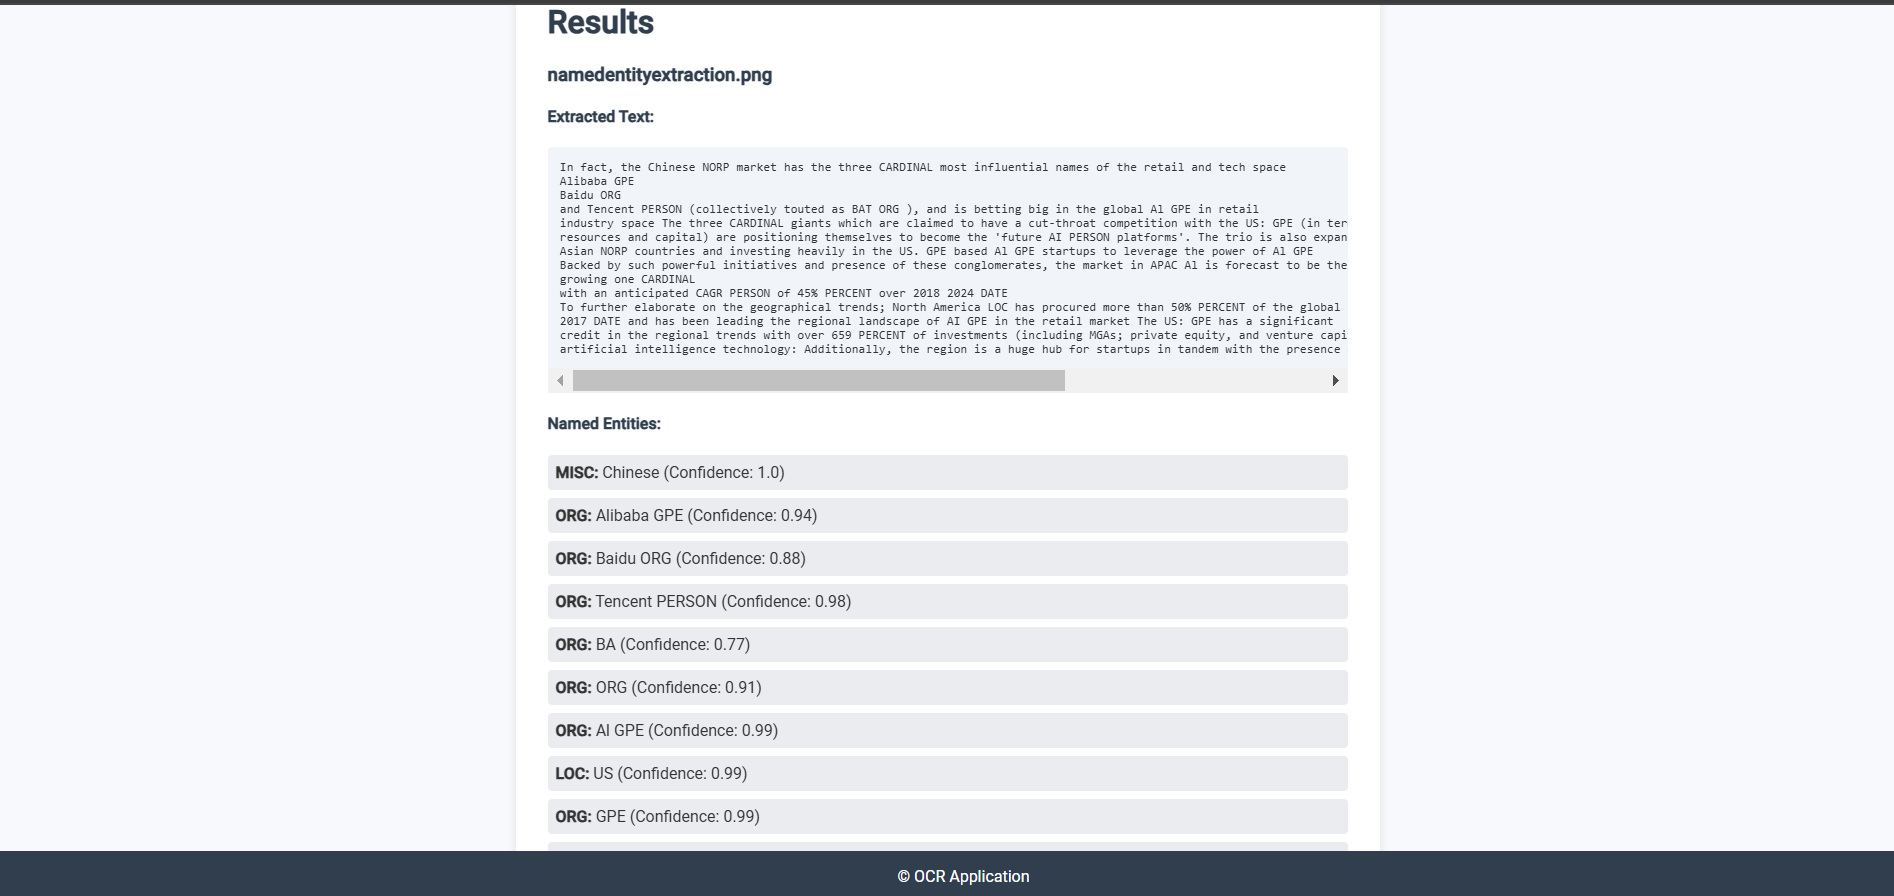 Results
namedentityextraction.png
Extracted Text:
In fact, the Chinese NORP market has the three CARDINAL most influential names of the retail and tech space
Alibaba GPE
Baidu ORG
and Tencent PERSON (collectively touted as BAT ORG ), and is betting big in the global Al GPE in retail
industry space The three CARDINAL giants which are claimed to have a cut-throat competition with the US: GPE (in ter
resources and capital) are positioning themselves to become the 'future AI PERSON platforms'. The trio is also expan
Asian NORP countries and investing heavily in the US. GPE based Al GPE startups to leverage the power of Al GPE
Backed by such powerful initiatives and presence of these conglomerates, the market in APAC Al is forecast to be the
growing one CARDINAL
with an anticipated CAGR PERSON of 45% PERCENT over 2018 2024 DATE
To further elaborate on the geographical trends; North America LOC has procured more than 50% PERCENT of the global
2017 DATE and has been leading the regional landscape of AI GPE in the retail market The US: GPE has a significant
credit in the regional trends with over 659 PERCENT of investments (including MGAs; private equity, and venture capi
artificial intelligence technology: Additionally, the region is a huge hub for startups in tandem with the presence
Named Entities:
MISC: Chinese (Confidence: 1.0)
ORG: Alibaba GPE (Confidence: 0.94)
ORG: Baidu ORG (Confidence: 0.88)
ORG: Tencent PERSON (Confidence: 0.98)
ORG: BA (Confidence: 0.77)
ORG: ORG (Confidence: 0.91)
ORG: Al GPE (Confidence: 0.99)
LOC: US (Confidence: 0.99)
ORG: GPE (Confidence: 0.99)
© OCR Application